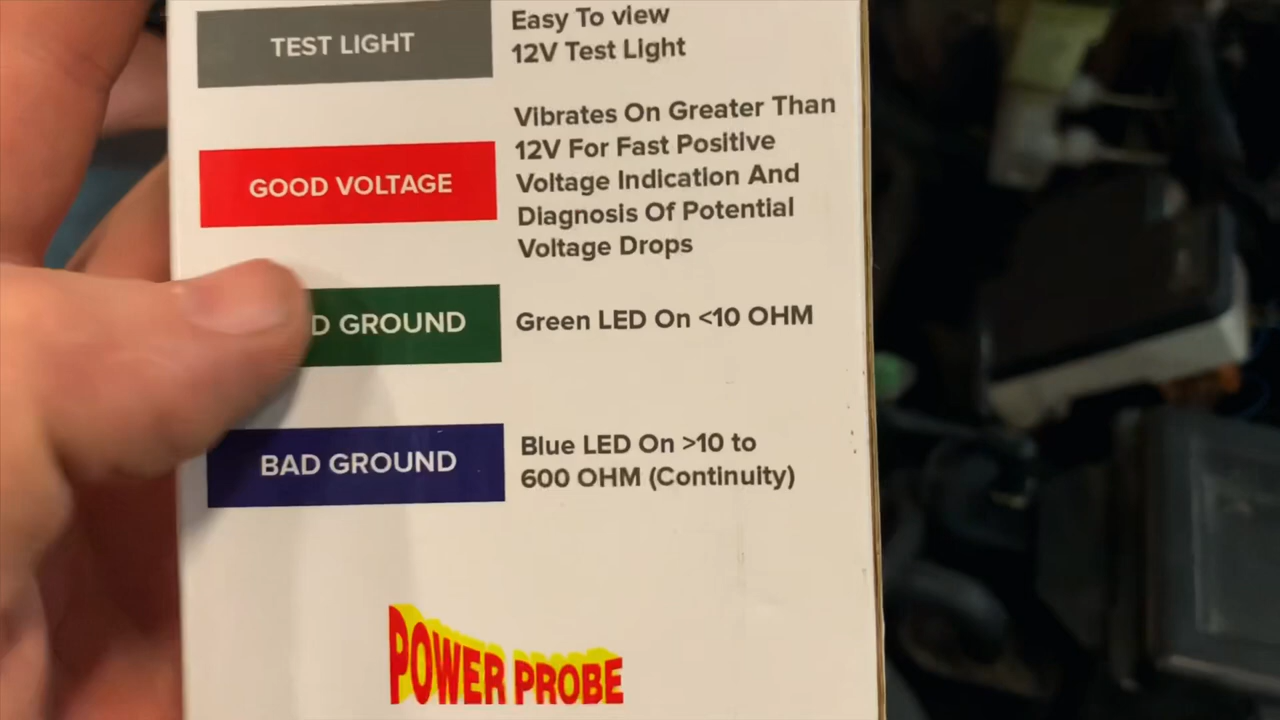 TEST LIGHT
Easy To view
12V Test Light
GOOD VOLTAGE
Vibrates On Greater Than
12V For Fast Positive
Voltage Indication And
Diagnosis Of Potential
Voltage Drops
D GROUND
Green LED On <10 OHM
BAD GROUND
Blue LED On >10 to
600 OHM (Continuity)
POWER PROBE